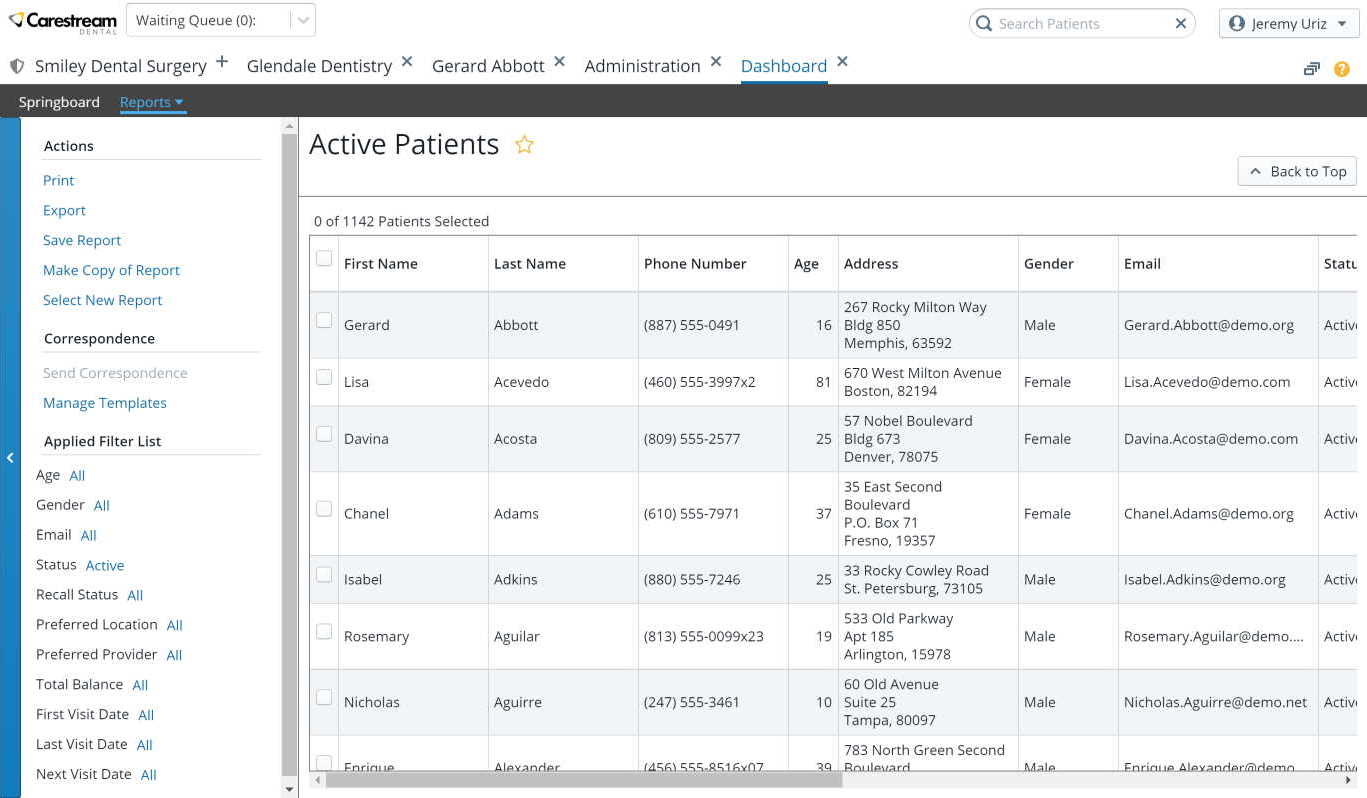 Carestream
DENTAL
Waiting Queue (0):
Search Patients
Jeremy Uriz
Smiley Dental Surgery
Glendale Dentistry
Gerard Abbott
Administration
Dashboard
Springboard
Reports
Actions
Print
Export
Save Report
Make Copy of Report
Select New Report
Correspondence
Send Correspondence
Manage Templates
Applied Filter List
Age All
Gender All
Email All
Status Active
Recall Status All
Preferred Location All
Preferred Provider All
Total Balance All
First Visit Date All
Last Visit Date All
Next Visit Date All
Active Patients
Back to Top
0 of 1142 Patients Selected
First Name Last Name Phone Number Age Address Gender Email Statu
Gerard Abbott (887) 555-0491 16 267 Rocky Milton Way
Bldg 850
Memphis, 63592 Male Gerard.Abbott@demo.org Active
Lisa Acevedo (460) 555-3997x2 81 670 West Milton Avenue
Boston, 82194 Female Lisa.Acevedo@demo.com Active
Davina Acosta (809) 555-2577 25 57 Nobel Boulevard
Bldg 673
Denver, 78075 Female Davina.Acosta@demo.com Active
Chanel Adams (610) 555-7971 37 35 East Second
Boulevard
P.O. Box 71
Fresno, 19357 Female Chanel.Adams@demo.org Active
Isabel Adkins (880) 555-7246 25 33 Rocky Cowley Road
St. Petersburg, 73105 Male Isabel.Adkins@demo.org Active
Rosemary Aguilar (813) 555-0099x23 19 533 Old Parkway
Apt 185
Arlington, 15978 Male Rosemary.Aguilar@demo.... Active
Nicholas Aguirre (247) 555-3461 10 60 Old Avenue
Suite 25
Tampa, 80097 Male Nicholas.Aguirre@demo.net Active
Enrique Alexander (456) 555-8516x07 39 783 North Green Second
Boulevard Male Enrique.Alexander@demo.... Active